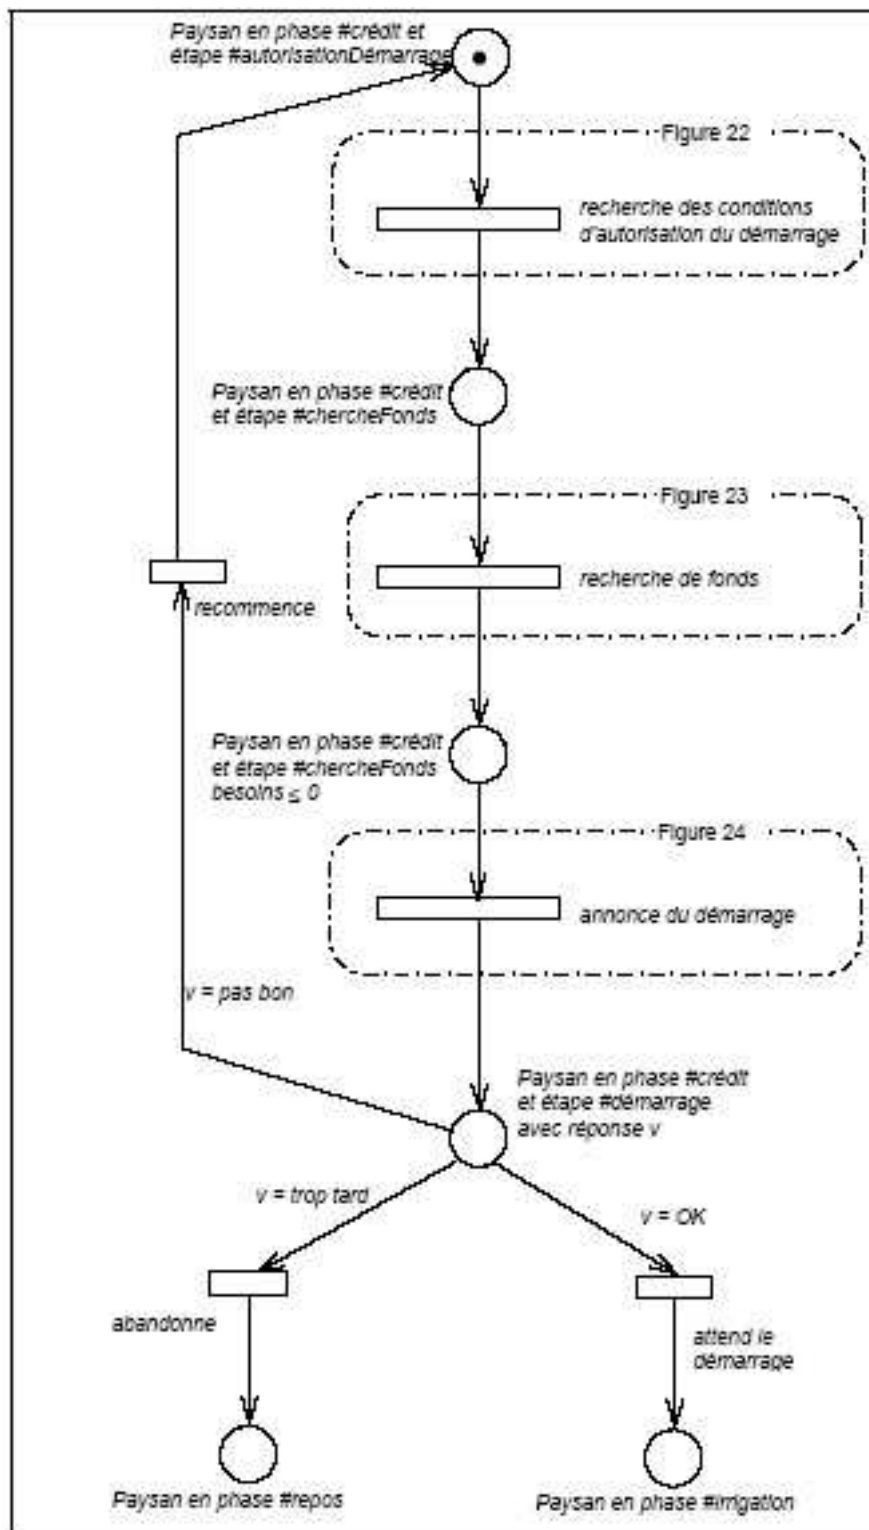 Paysan en phase #crédit et
étape #autorisationDémarrage
Figure 22
recherche des conditions
d'autorisation du démarrage
Paysan en phase #crédit
et étape #chercheFonds
Figure 23
recherche de fonds
recommence
Paysan en phase #crédit
et étape #chercheFonds
besoins ≤ 0
Figure 24
annonce du démarrage
v = pas bon
Paysan en phase #crédit
et étape #démarrage
avec réponse v
v = trop tard
v = OK
abandonne
attend le
démarrage
Paysan en phase #repos
Paysan en phase #irrigation